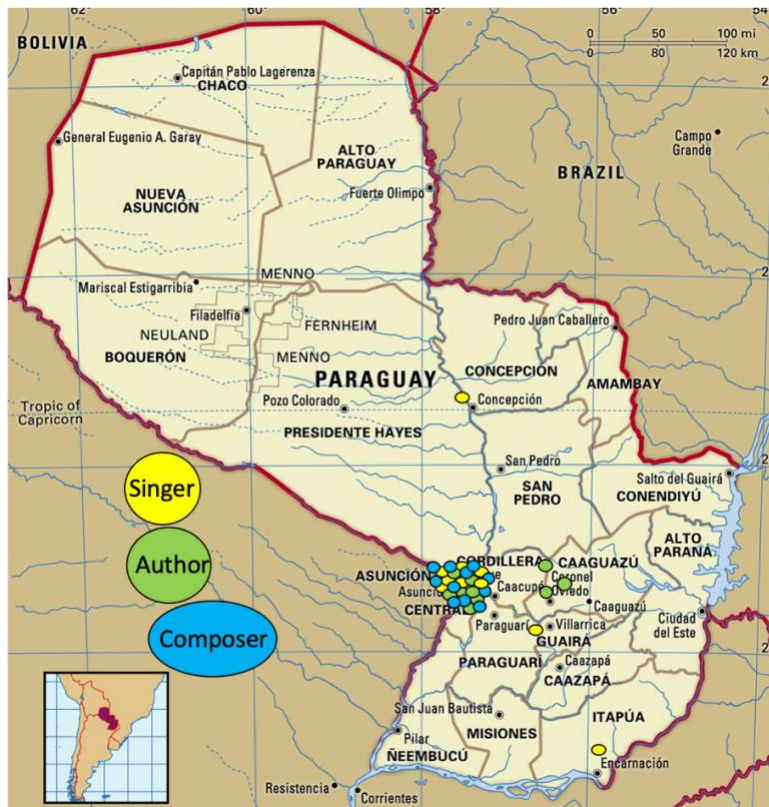 62°
60°
58°
56°
54°
BOLIVIA
0 50 100 mi
0 80 120 km
Capitán Pablo Lagerenza
CHACO
General Eugenio A. Garay
ALTO
PARAGUAY
Campo
Grande
BRAZIL
NUEVA
ASUNCIÓN
Fuerte Olimpo
MENNO
Mariscal Estigarribia
Filadelfia
NEULAND
FERNHEIM
BOQUERÓN
MENNO
Pedro Juan Caballero
CONCEPCIÓN
PARAGUAY
AMAMBAY
Tropic of
Capricorn
Pozo Colorado
Concepción
PRESIDENTE HAYES
San Pedro
SAN
PEDRO
Salto del Guairá
CONENDIYÚ
Singer
ALTO
PARANÁ
Author
ASUNCIÓN
CORDILLERA
CAAGUAZÚ
Coronel
Oviedo
Caacupé
Caaguazú
CENTRAL
Ciudad
del Este
Composer
Paraguarí
Villarrica
GUAIRÁ
PARAGUARÍ
Caazapá
CAAZAPÁ
San Juan Bautista
MISIONES
ITAPÚA
Pilar
ÑEEMBUCÚ
Encarnación
Resistencia
Corrientes